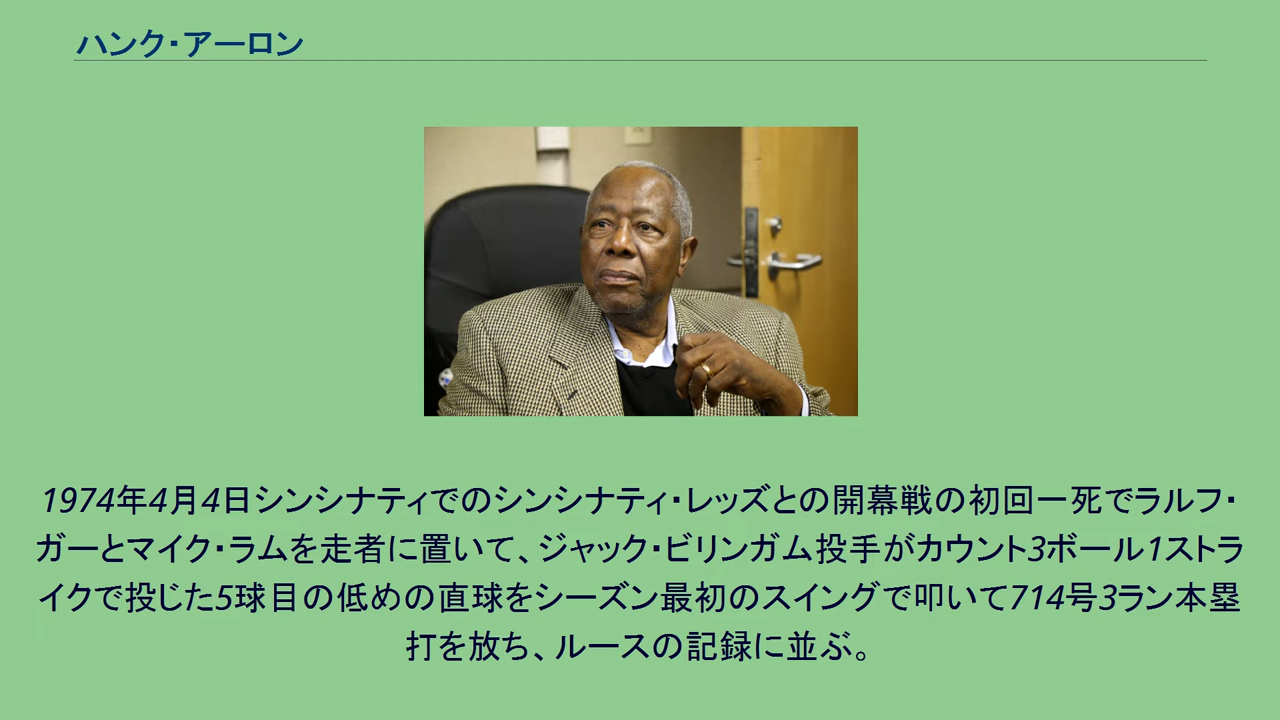 ハンク・アーロン
1974年4月4日シンシナティでのシンシナティ・レッズとの開幕戦の初回一死でラルフ・
ガーとマイク・ラムを走者に置いて、ジャック・ビリンガム投手がカウント3ボール1ストラ
イクで投じた5球目の低めの直球をシーズン最初のスイングで叩いて714号3ラン本塁
打を放ち、ルースの記録に並ぶ。